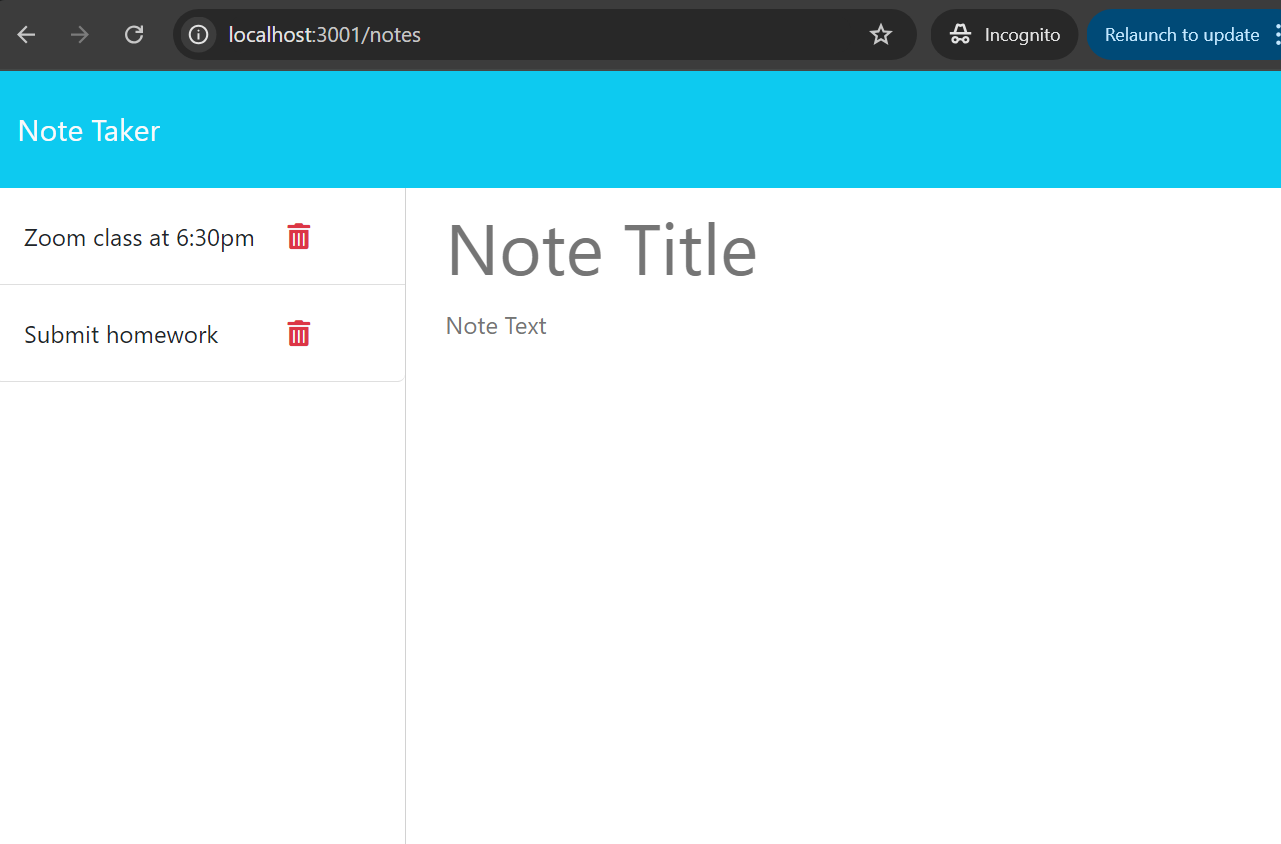 localhost:3001/notes
Incognito
Relaunch to update
Note Taker
Zoom class at 6:30pm
Submit homework
Note Title
Note Text